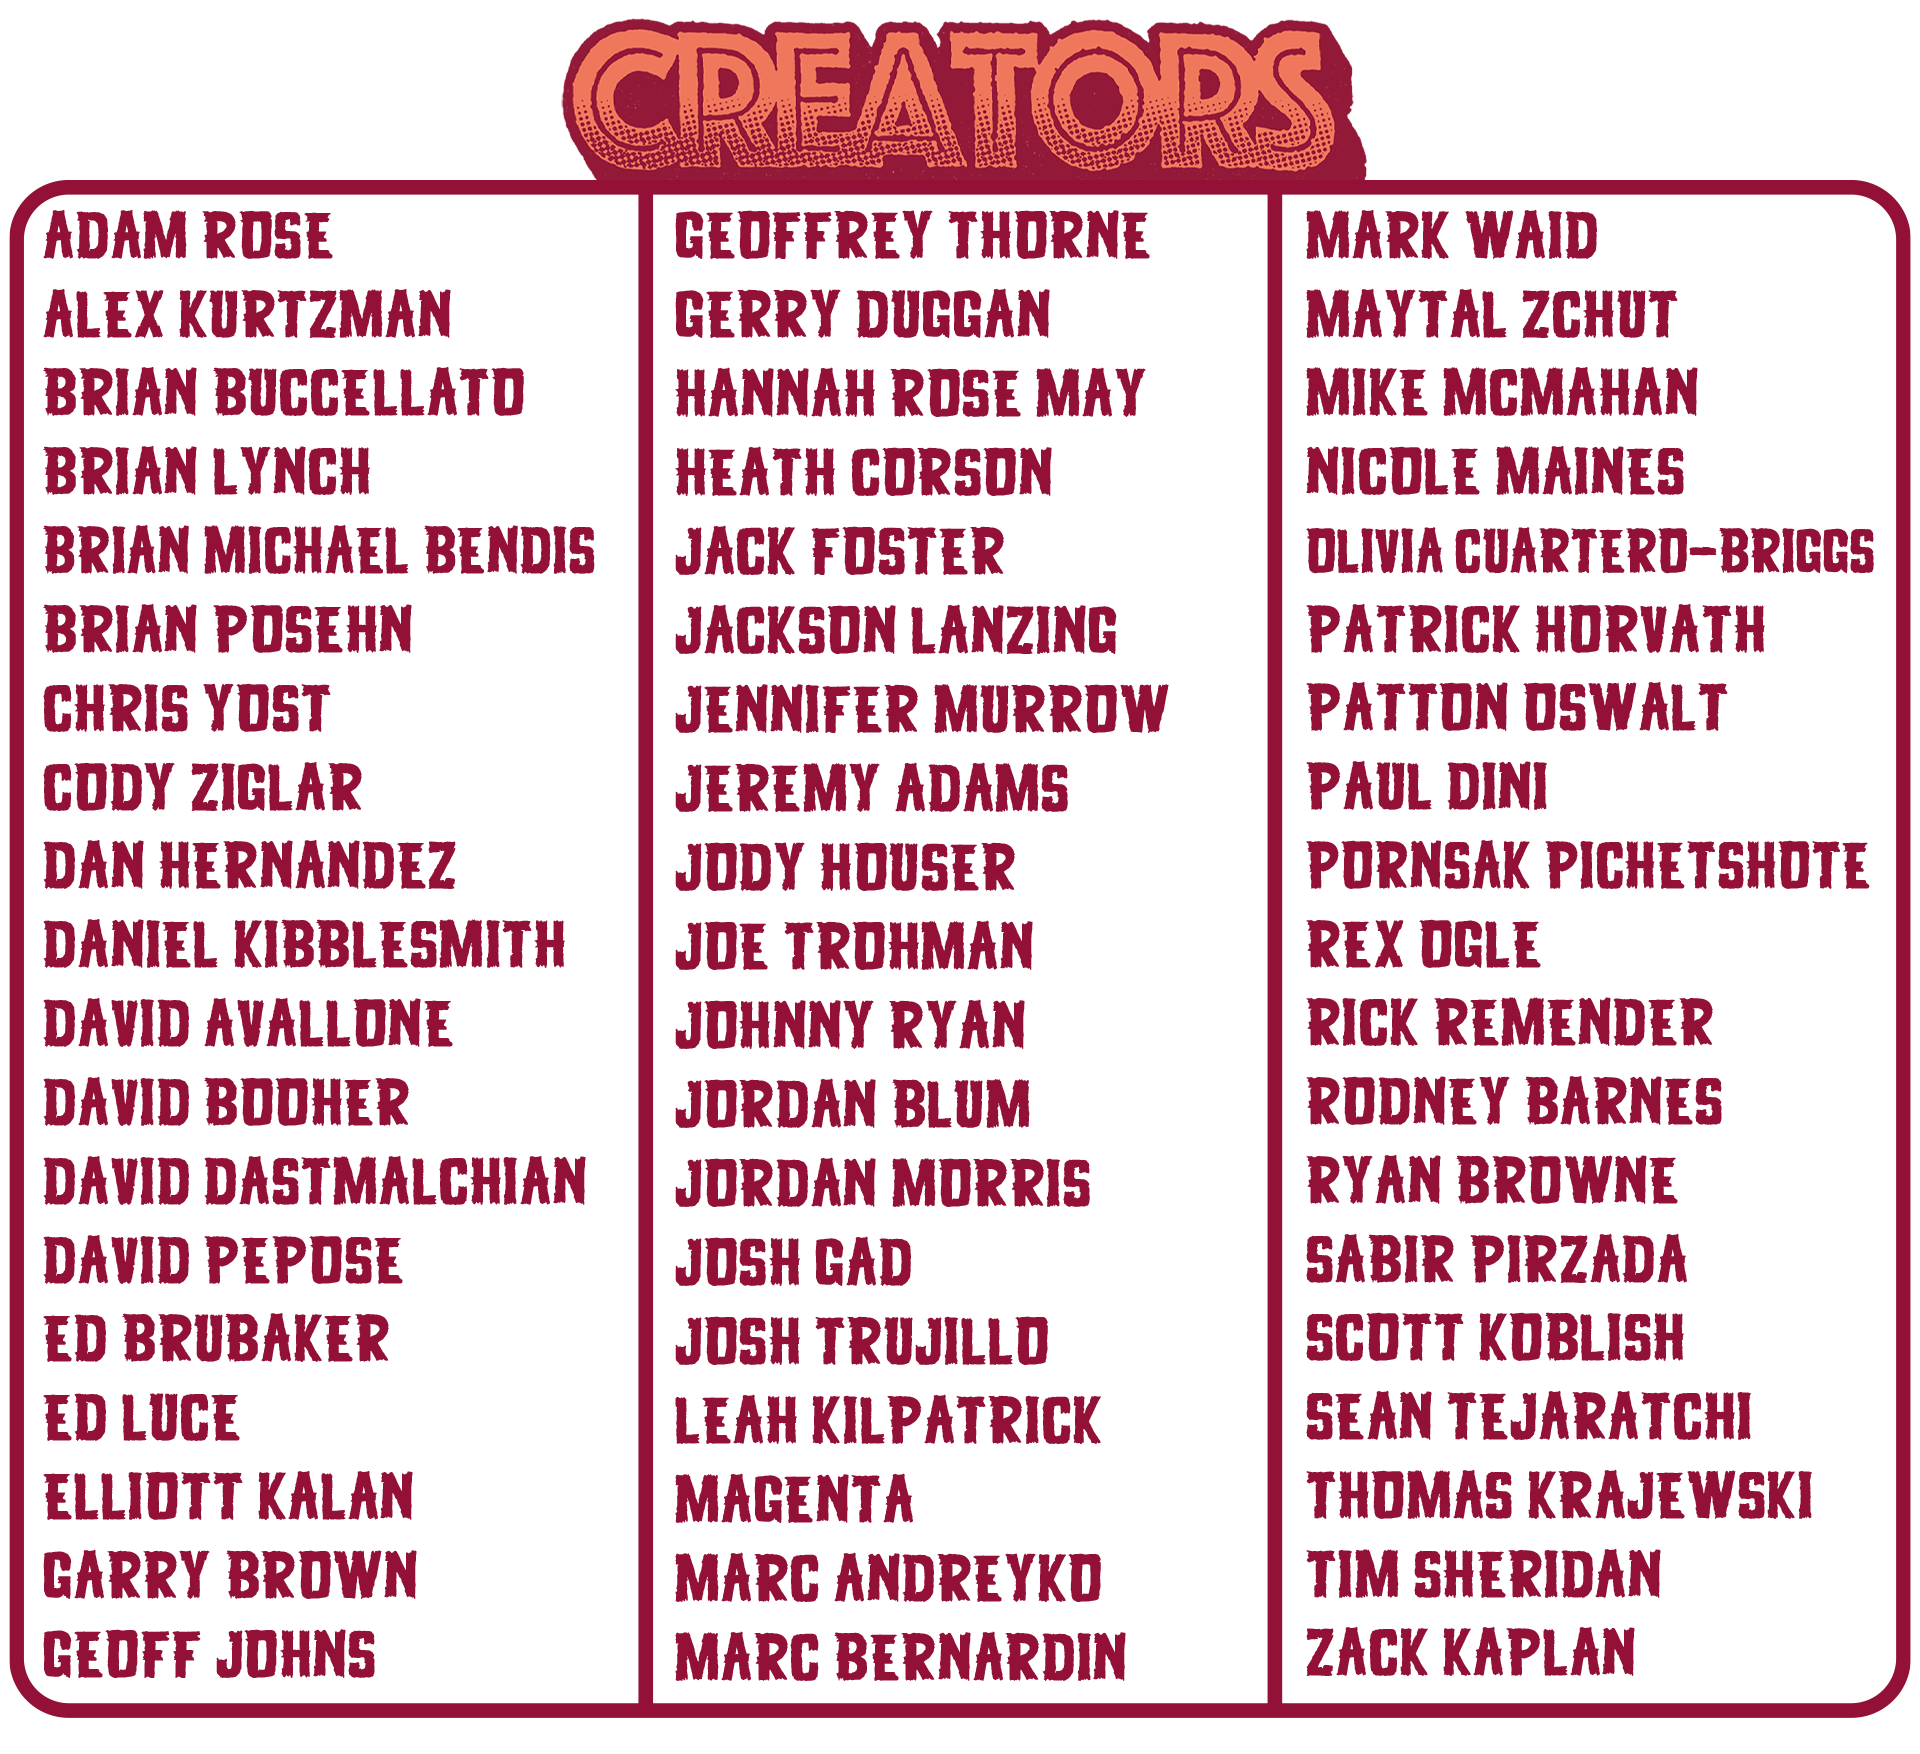 CREATORS
ADAM ROSE
ALEX KURTZMAN
BRIAN BUCCELLATO
BRIAN LYNCH
BRIAN MICHAEL BENDIS
BRIAN POSEHN
CHRIS YOST
CODY ZIGLAR
DAN HERNANDEZ
DANIEL KIBBLESMITH
DAVID AVALLONE
DAVID BOOHER
DAVID DASTMALCHIAN
DAVID PEPOSE
ED BRUBAKER
ED LUCE
ELLIOTT KALAN
GARRY BROWN
GEOFF JOHNS
GEOFFREY THORNE
GERRY DUGGAN
HANNAH ROSE MAY
HEATH CORSON
JACK FOSTER
JACKSON LANZING
JENNIFER MURROW
JEREMY ADAMS
JODY HOUSER
JOE TROHMAN
JOHNNY RYAN
JORDAN BLUM
JORDAN MORRIS
JOSH GAD
JOSH TRUJILLO
LEAH KILPATRICK
MAGENTA
MARC ANDREYKO
MARC BERNARDIN
MARK WAID
MAYTAL ZCHUT
MIKE MCMAHAN
NICOLE MAINES
OLIVIA CUARTERO-BRIGGS
PATRICK HORVATH
PATTON OSWALT
PAUL DINI
PORNSAK PICHETSHOTE
REX OGLE
RICK REMENDER
RODNEY BARNES
RYAN BROWNE
SABIR PIRZADA
SCOTT KOBLISH
SEAN TEJARATCHI
THOMAS KRAJEWSKI
TIM SHERIDAN
ZACK KAPLAN